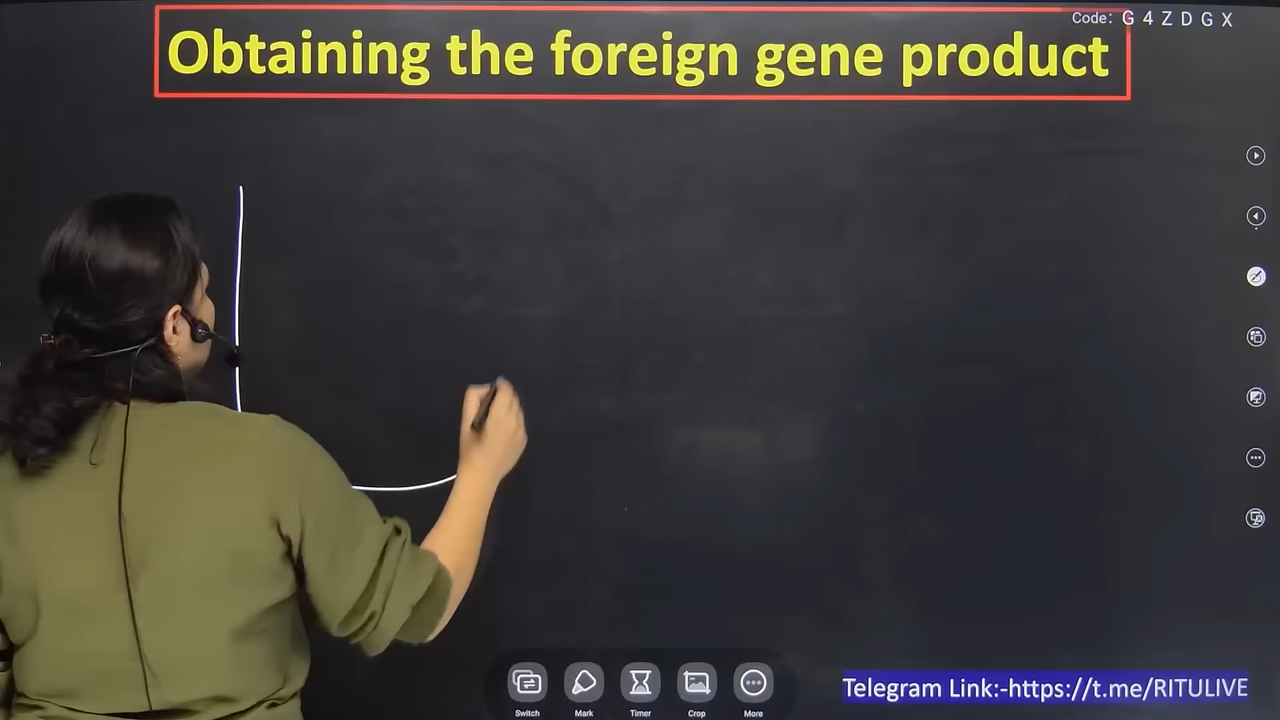 Code: G 4 Z D G X
Obtaining the foreign gene product
Switch
Mark
Timer
Crop
More
Telegram Link:-https://t.me/RITULIVE